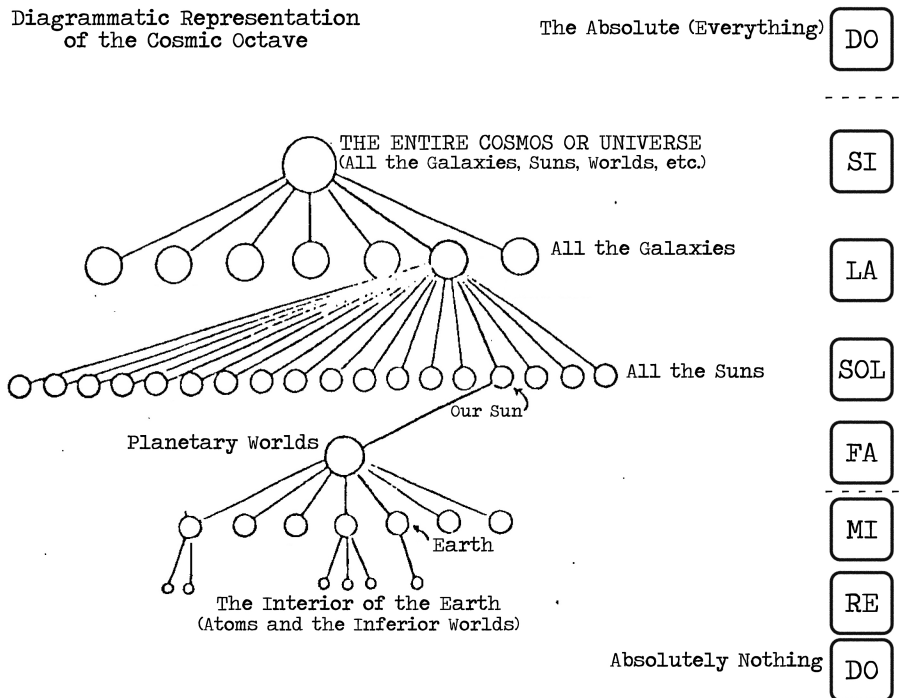 Diagrammatic Representation
of the Cosmic Octave
The Absolute (Everything)
DO
THE ENTIRE COSMOS OR UNIVERSE
(All the Galaxies, Suns, Worlds, etc.)
SI
All the Galaxies
LA
All the Suns
SOL
Our Sun
Planetary Worlds
FA
MI
Earth
The Interior of the Earth
(Atoms and the Inferior Worlds)
RE
Absolutely Nothing
DO